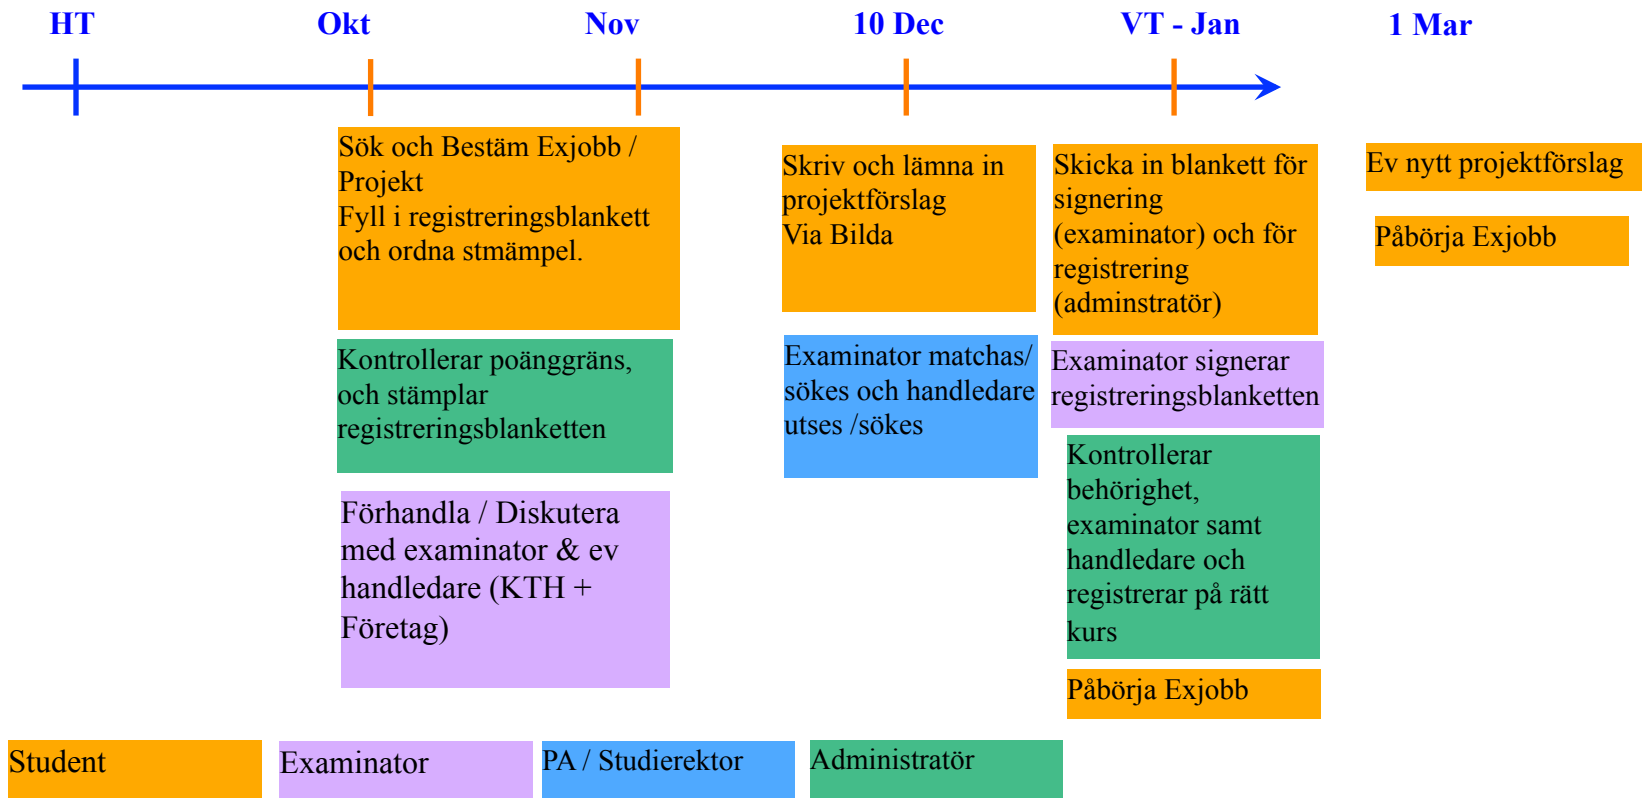 HT
Okt
Nov
10 Dec
VT - Jan
1 Mar
Sök och Bestäm Exjobb /
Projekt
Fyll i registreringsblankett
och ordna stmämpel.
Kontrollerar poänggräns,
och stämplar
registreringsblanketten
Förhandla / Diskutera
med examinator & ev
handledare (KTH +
Företag)
Skriv och lämna in
projektförslag
Via Bilda
Examinator matchas/
sökes och handledare
utses /sökes
Skicka in blankett för
signering
(examinator) och för
registrering
(adminstratör)
Examinator signerar
registreringsblanketten
Kontrollerar
behörighet,
examinator samt
handledare och
registrerar på rätt
kurs
Påbörja Exjobb
Ev nytt projektförslag
Påbörja Exjobb
Student
Examinator
PA / Studierektor
Administratör